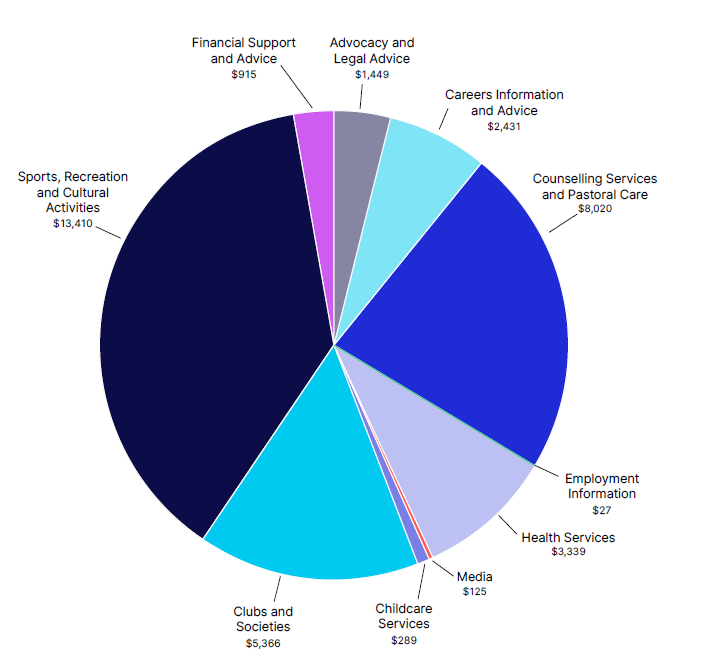 Financial Support
and Advice
$915
Advocacy and
Legal Advice
$1,449
Careers Information
and Advice
$2,431
Counselling Services
and Pastoral Care
$8,020
Employment
Information
$27
Health Services
$3,339
Media
$125
Childcare
Services
$289
Clubs and
Societies
$5,366
Sports, Recreation
and Cultural
Activities
$13,410